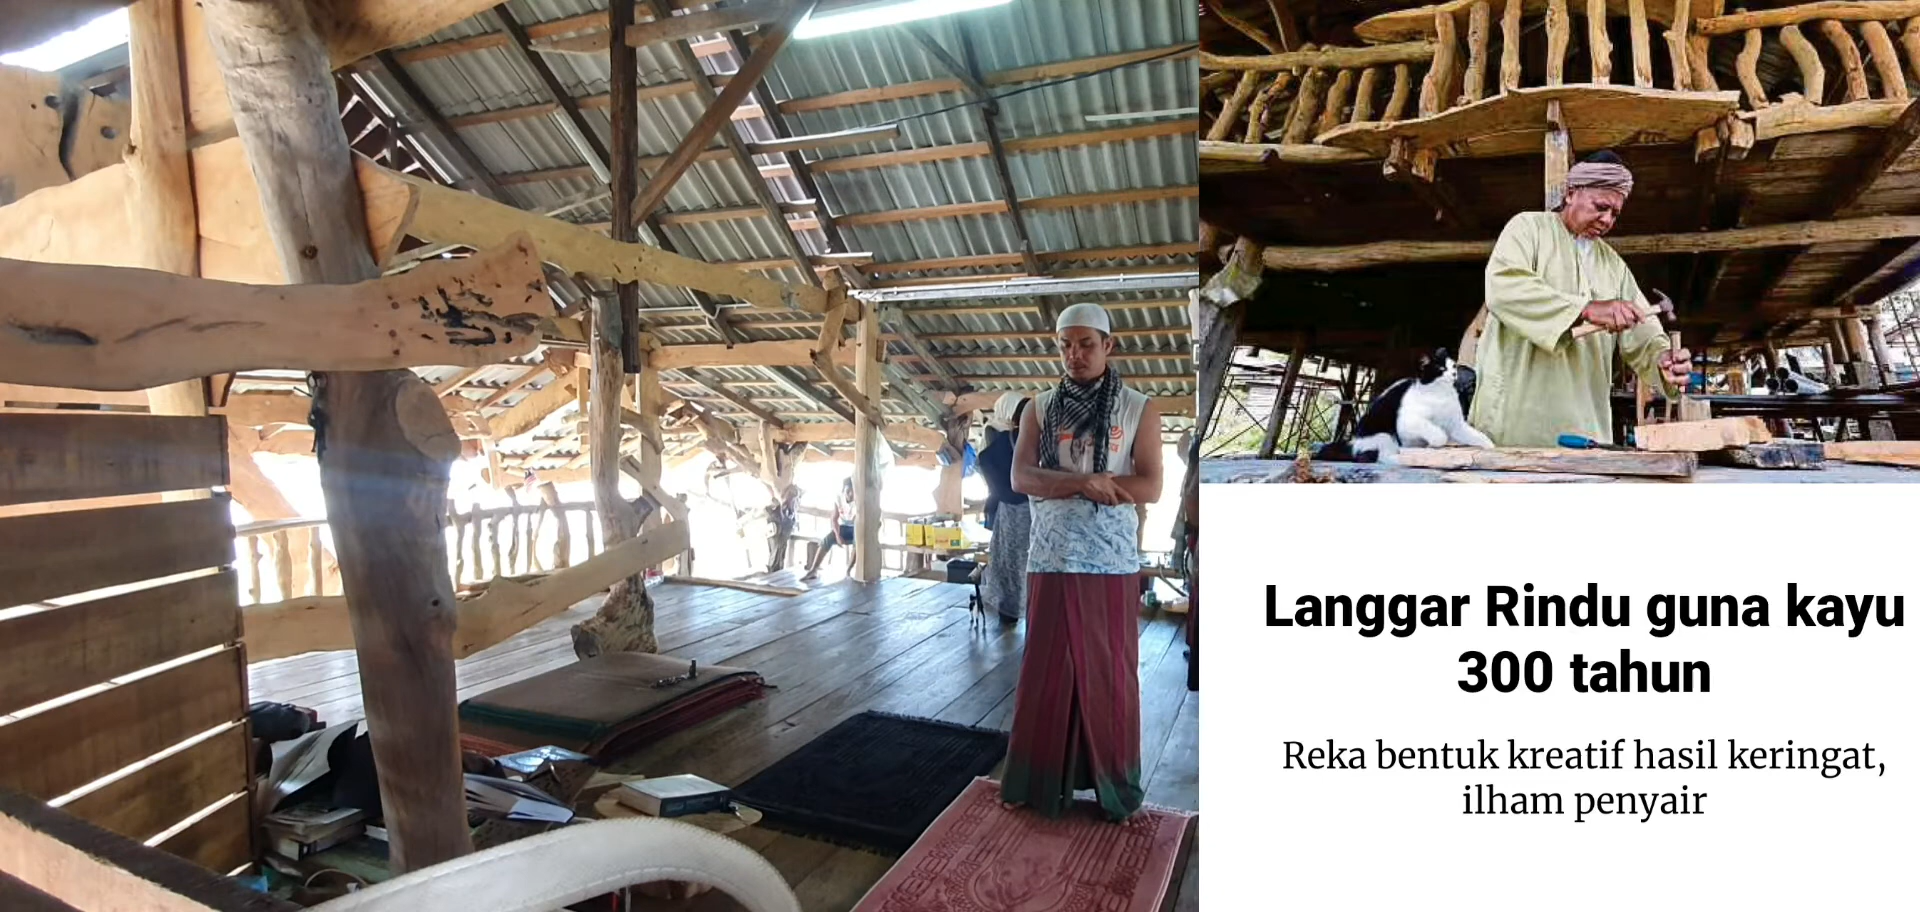 Langgar Rindu guna kayu
300 tahun
Reka bentuk kreatif hasil keringat,
ilham penyair